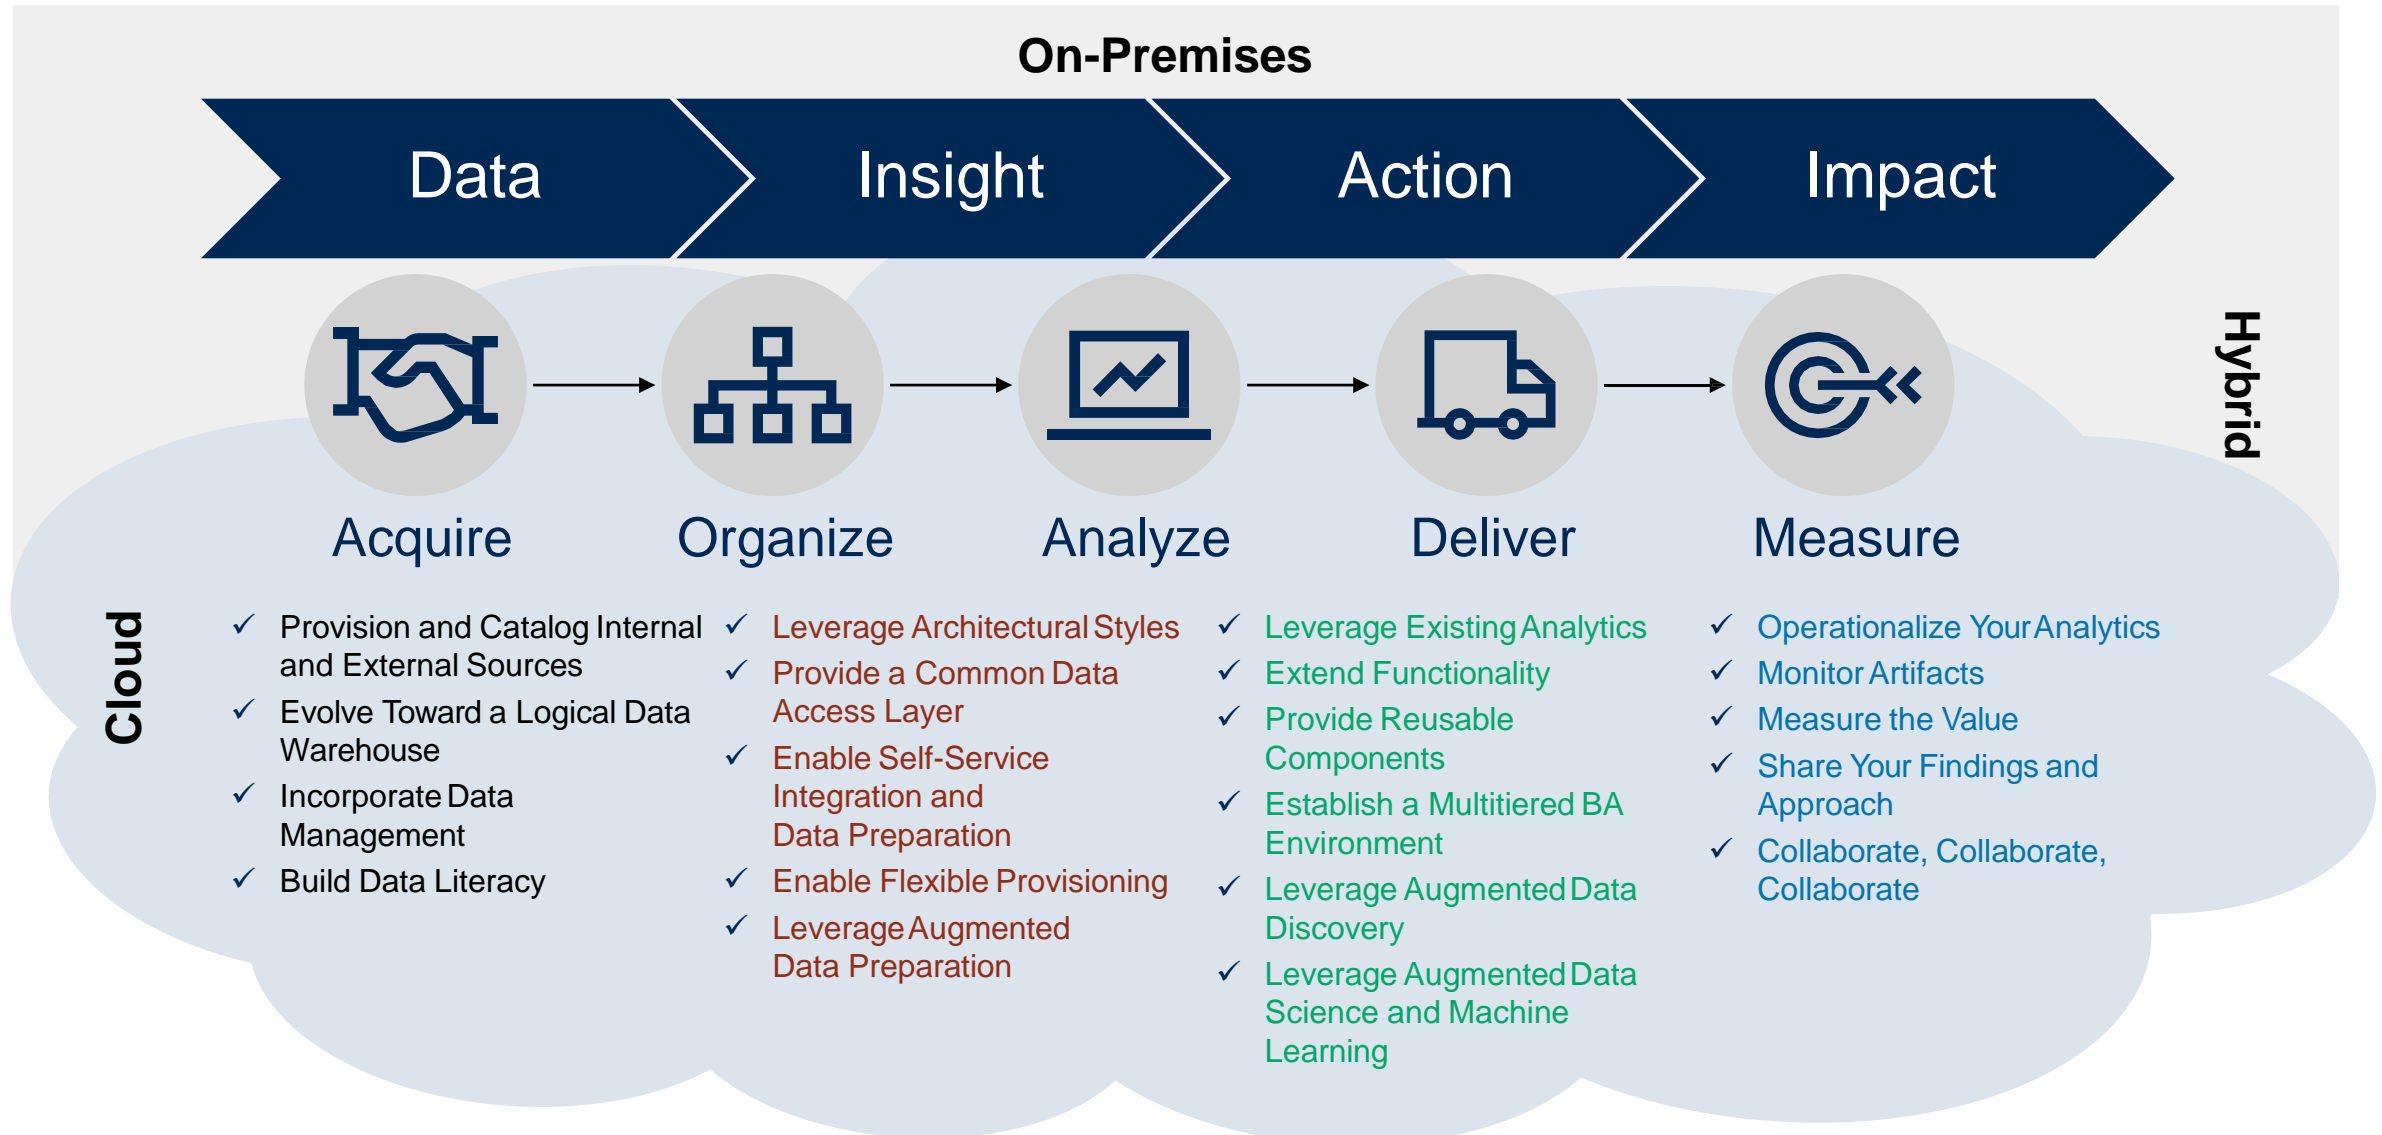 On-Premises
Data
Insight
Action
Impact
Hybrid
Acquire
Organize
Analyze
Deliver
Measure
Cloud
Provision and Catalog Internal
and External Sources
Evolve Toward a Logical Data
Warehouse
Incorporate Data
Management
Build Data Literacy
Leverage Architectural Styles
Provide a Common Data
Access Layer
Enable Self-Service
Integration and
Data Preparation
Enable Flexible Provisioning
Leverage Augmented
Data Preparation
Leverage Existing Analytics
Extend Functionality
Provide Reusable
Components
Establish a Multitiered BA
Environment
Leverage Augmented Data
Discovery
Leverage Augmented Data
Science and Machine
Learning
Operationalize Your Analytics
Monitor Artifacts
Measure the Value
Share Your Findings and
Approach
Collaborate, Collaborate,
Collaborate